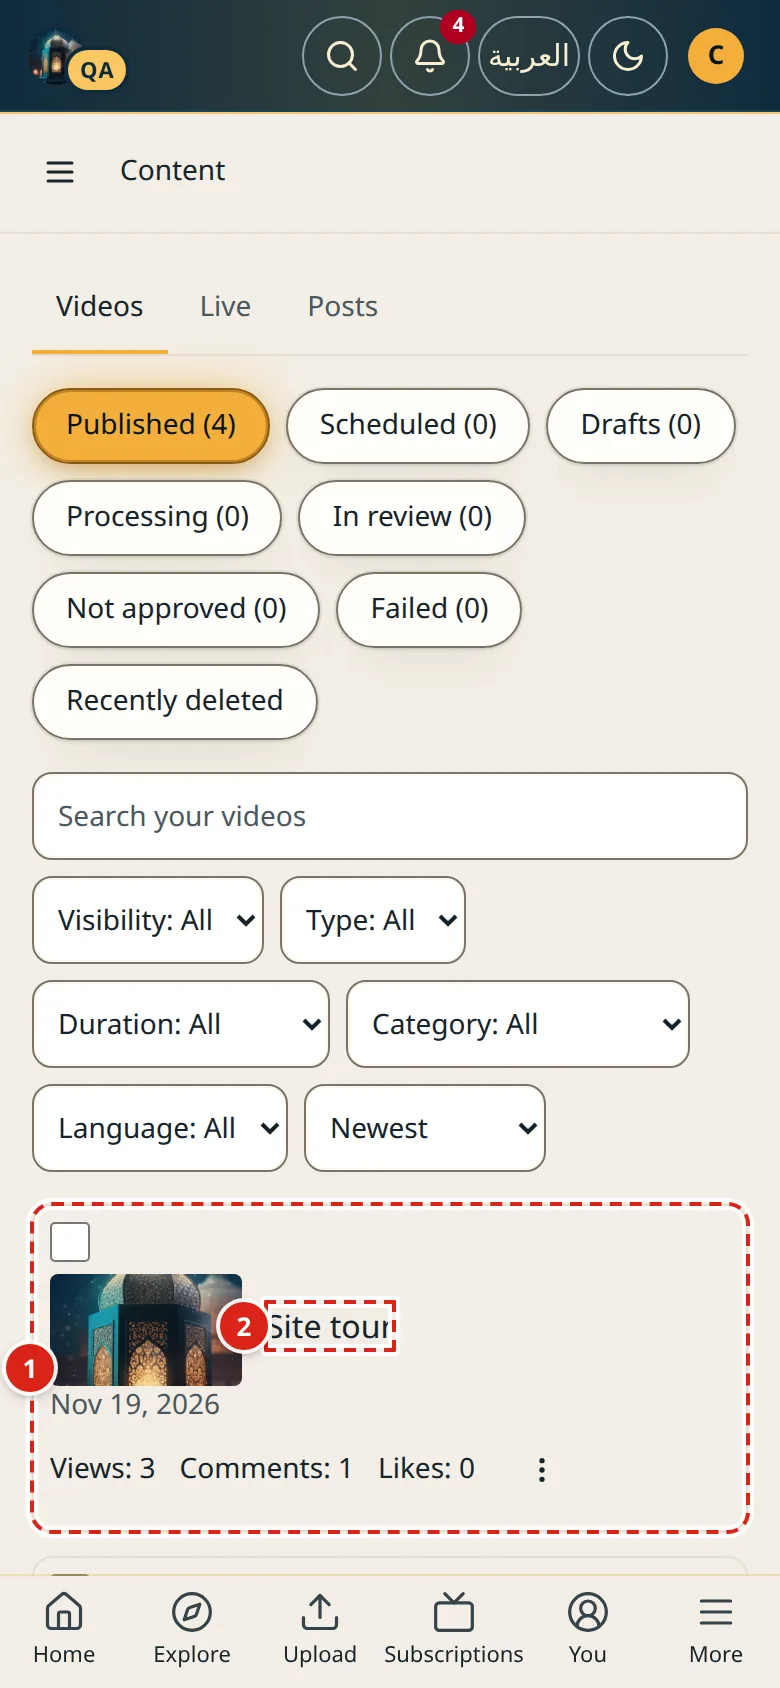 QA
4
العربية
C
Content
Videos Live Posts
Published (4) Scheduled (0) Drafts (0)
Processing (0) In review (0)
Not approved (0) Failed (0)
Recently deleted
Search your videos
Visibility: All Type: All
Duration: All Category: All
Language: All Newest
2 Site tour
1
Nov 19, 2026
Views: 3 Comments: 1 Likes: 0
Home Explore Upload Subscriptions You More